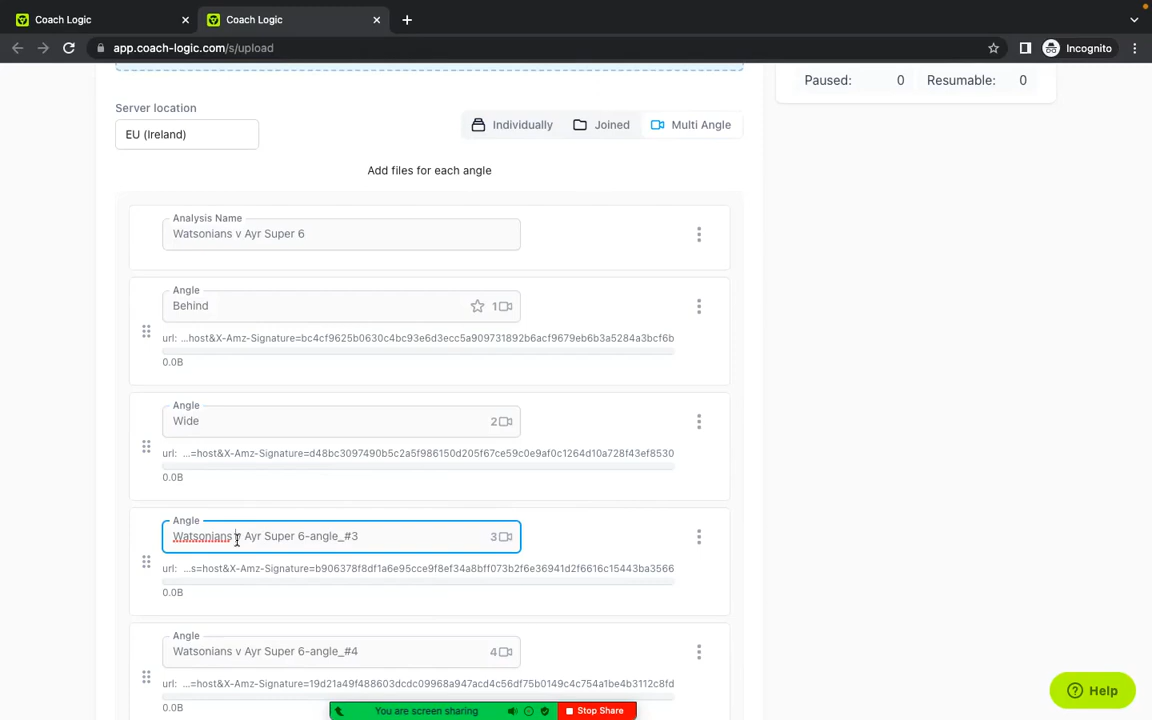 Coach Logic
Coach Logic
app.coach-logic.com/s/upload
Incognito
Paused: 0 Resumable: 0
Server location
EU (Ireland)
Individually Joined Multi Angle
Add files for each angle
Analysis Name
Watsonians v Ayr Super 6
Angle
Behind 1
url: ...host&X-Amz-Signature=bc4cf9625b0630c4bc93e6d3ecc5a909731892b6acf9679eb6b3a5284a3bcf6b
0.0B
Angle
Wide 2
url: ...=host&X-Amz-Signature=d48bc3097490b5c2a5f986150d205f67ce59c0e9af0c1264d10a728f43ef8530
0.0B
Angle
Watsonians v Ayr Super 6-angle_#3 3
url: ...s=host&X-Amz-Signature=b906378f8df1a6e95cce9f8ef34a8bff073b2f6e36941d2f6616c15443ba3566
0.0B
Angle
Watsonians v Ayr Super 6-angle_#4 4
url: ...=host&X-Amz-Signature=19d21a49f488603dcdc09968a947acd4c56df75b0149c4c754a1be4b3112c8fd
0.0B
You are screen sharing Stop Share
Help